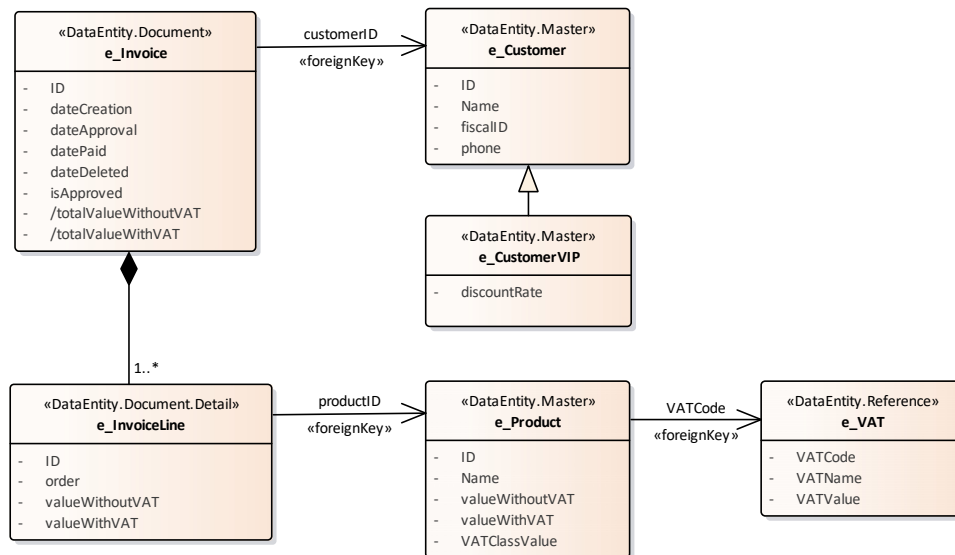 «DataEntity.Document»
e_Invoice
- ID
- dateCreation
- dateApproval
- datePaid
- dateDeleted
- isApproved
- /totalValueWithoutVAT
- /totalValueWithVAT
customerID
«foreignKey»
«DataEntity.Master»
e_Customer
- ID
- Name
- fiscalID
- phone
«DataEntity.Master»
e_CustomerVIP
- discountRate
1..*
«DataEntity.Document.Detail»
e_InvoiceLine
- ID
- order
- valueWithoutVAT
- valueWithVAT
productID
«foreignKey»
«DataEntity.Master»
e_Product
- ID
- Name
- valueWithoutVAT
- valueWithVAT
- VATClassValue
VATCode
«foreignKey»
«DataEntity.Reference»
e_VAT
- VATCode
- VATName
- VATValue